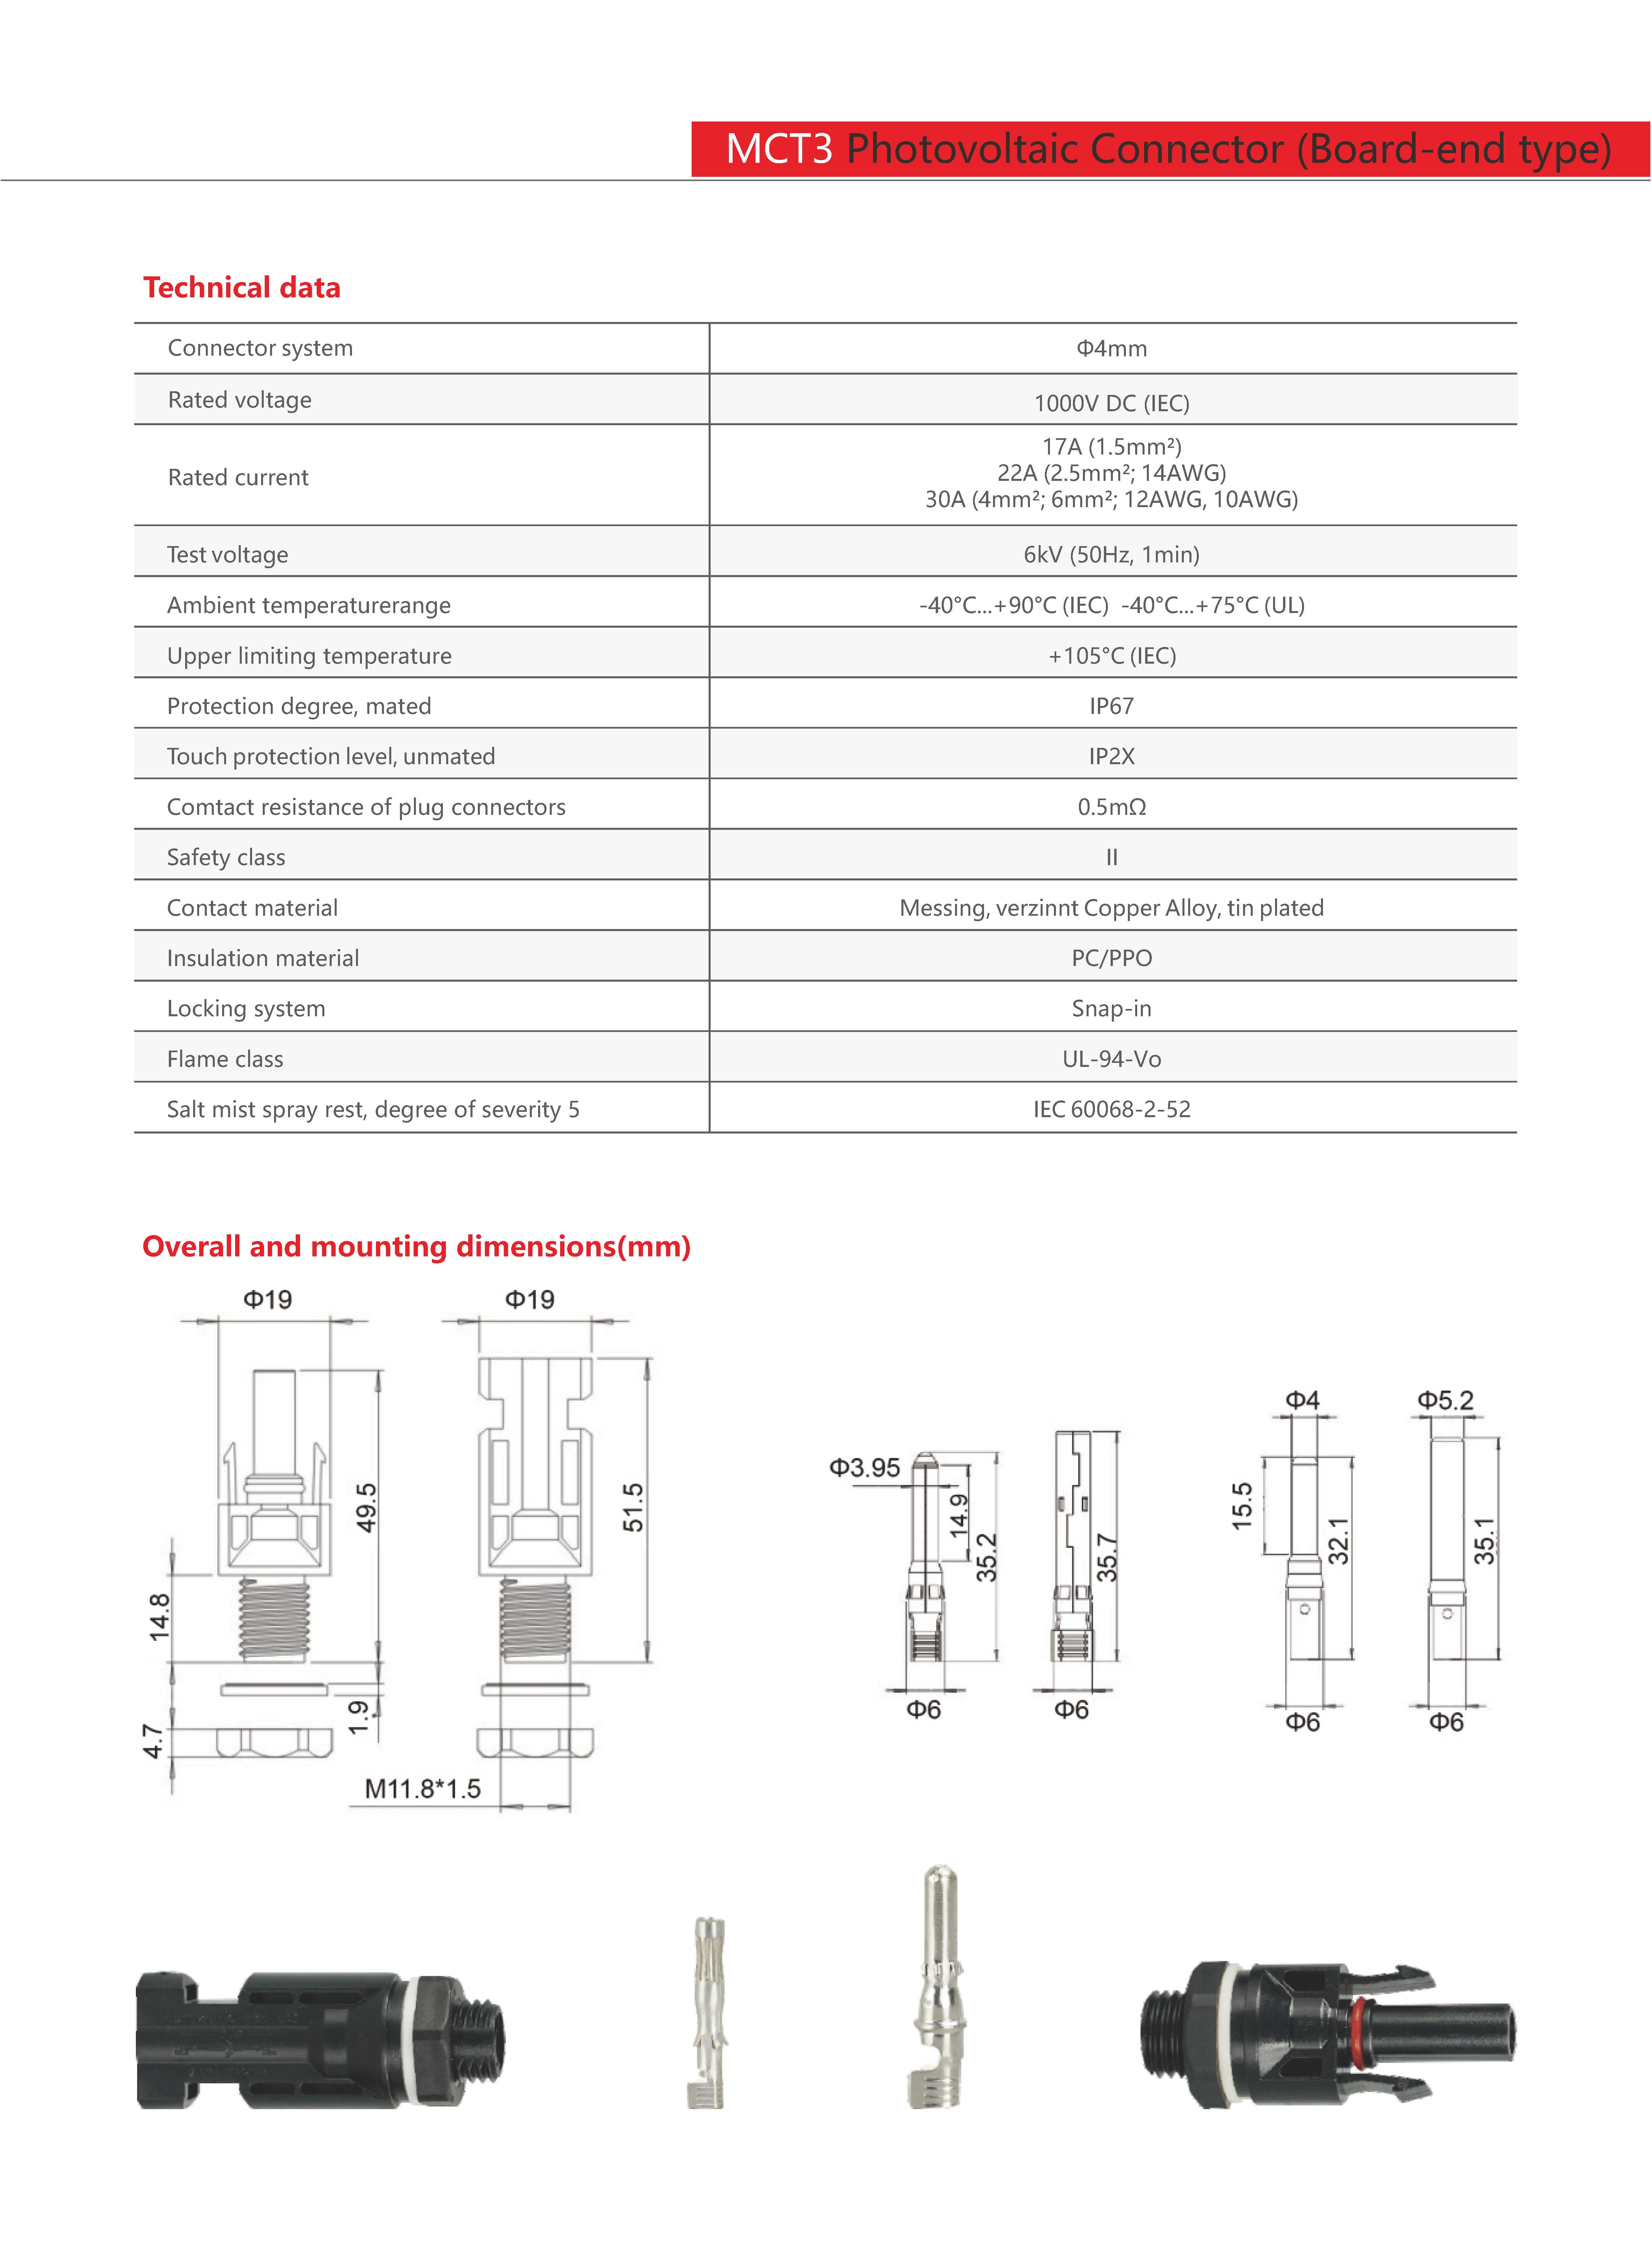 MCT3 Photovoltaic Connector (Board-end type)
Technical data
Connector system
Φ4mm
Rated voltage
1000V DC (IEC)
Rated current
17A (1.5mm²)
22A (2.5mm²; 14AWG)
30A (4mm²; 6mm²; 12AWG, 10AWG)
Test voltage
6kV (50Hz, 1min)
Ambient temperaturerange
-40°C...+90°C (IEC)  -40°C...+75°C (UL)
Upper limiting temperature
+105°C (IEC)
Protection degree, mated
IP67
Touch protection level, unmated
IP2X
Comtact resistance of plug connectors
0.5mΩ
Safety class
II
Contact material
Messing, verzinnt Copper Alloy, tin plated
Insulation material
PC/PPO
Locking system
Snap-in
Flame class
UL-94-Vo
Salt mist spray rest, degree of severity 5
IEC 60068-2-52
Overall and mounting dimensions(mm)
Φ19
Φ19
49.5
51.5
14.8
1.9
4.7
M11.8*1.5
Φ3.95
14.9
35.2
35.7
Φ6
Φ6
Φ4
Φ5.2
15.5
32.1
35.1
Φ6
Φ6